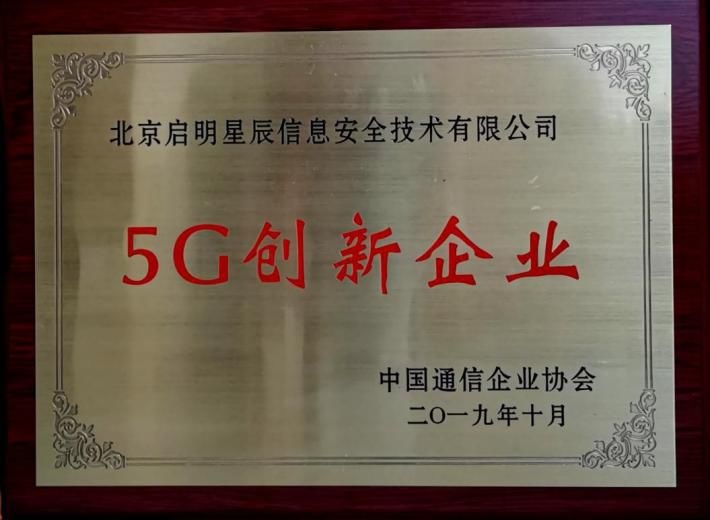 北京启明星辰信息安全技术有限公司
5G创新企业
中国通信企业协会
二〇一九年十月